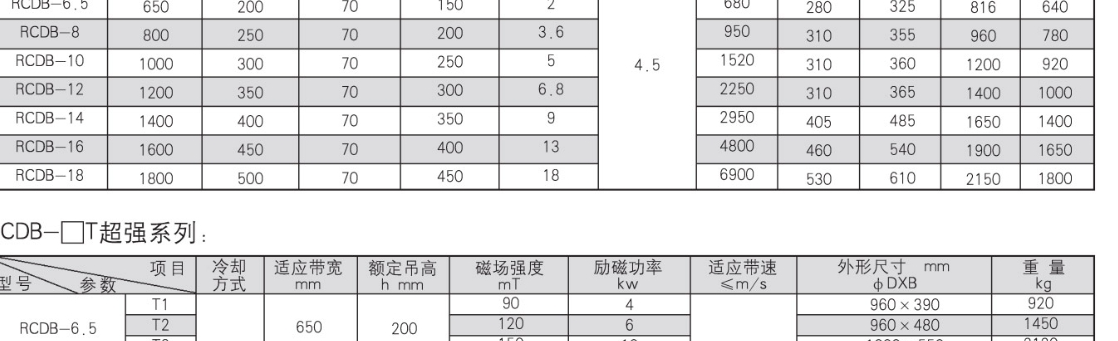 RCDB-6.5 650 200 70 150 2 680 280 325 816 640
RCDB-8 800 250 70 200 3.6 950 310 355 960 780
RCDB-10 1000 300 70 250 5 4.5 1520 310 360 1200 920
RCDB-12 1200 350 70 300 6.8 2250 310 365 1400 1000
RCDB-14 1400 400 70 350 9 2950 405 485 1650 1400
RCDB-16 1600 450 70 400 13 4800 460 540 1900 1650
RCDB-18 1800 500 70 450 18 6900 530 610 2150 1800
CDB-□T超强系列:
项目 冷却 适应带宽 额定吊高 磁场强度 励磁功率 适应带速 外形尺寸 mm 重 量
型号 参数 方式 mm h mm mT kw ≤m/s φDXB kg
T1 90 4 960×390 920
RCDB-6.5 T2 650 200 120 6 960×480 1450